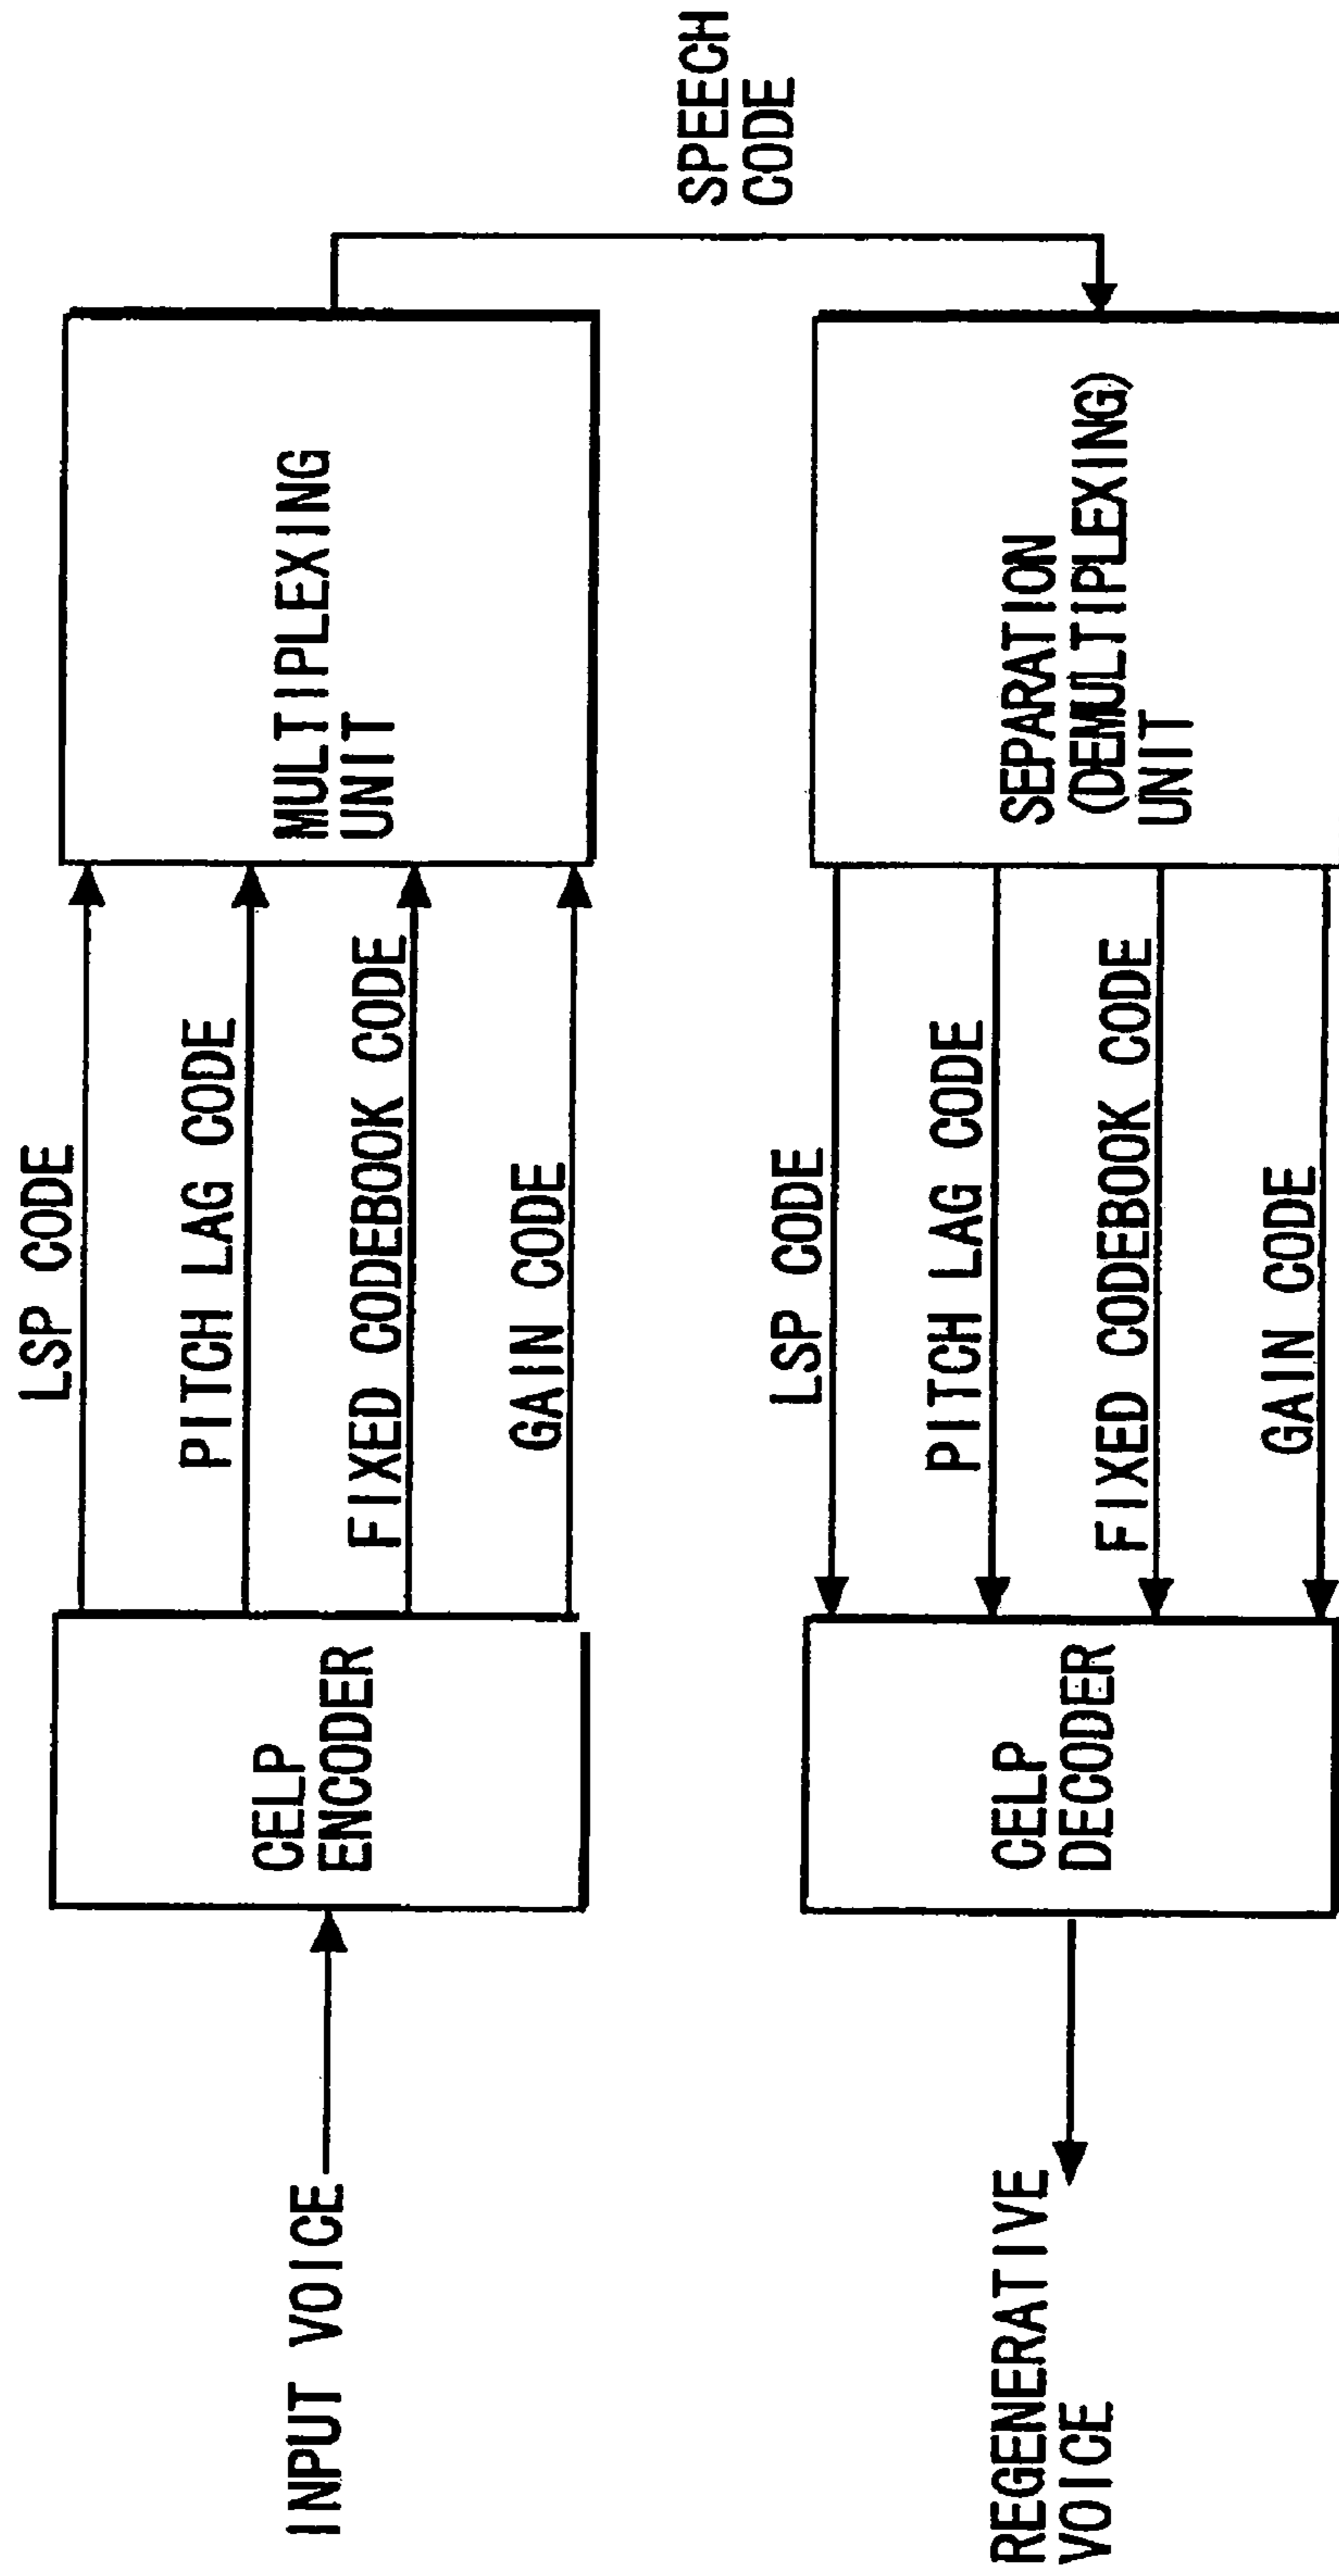 INPUT VOICE
CELP
ENCODER
LSP CODE
PITCH LAG CODE
FIXED CODEBOOK CODE
GAIN CODE
MULTIPLEXING
UNIT
SPEECH
CODE
SEPARATION
(DEMULTIPLEXING)
UNIT
LSP CODE
PITCH LAG CODE
FIXED CODEBOOK CODE
GAIN CODE
CELP
DECODER
REGENERATIVE
VOICE